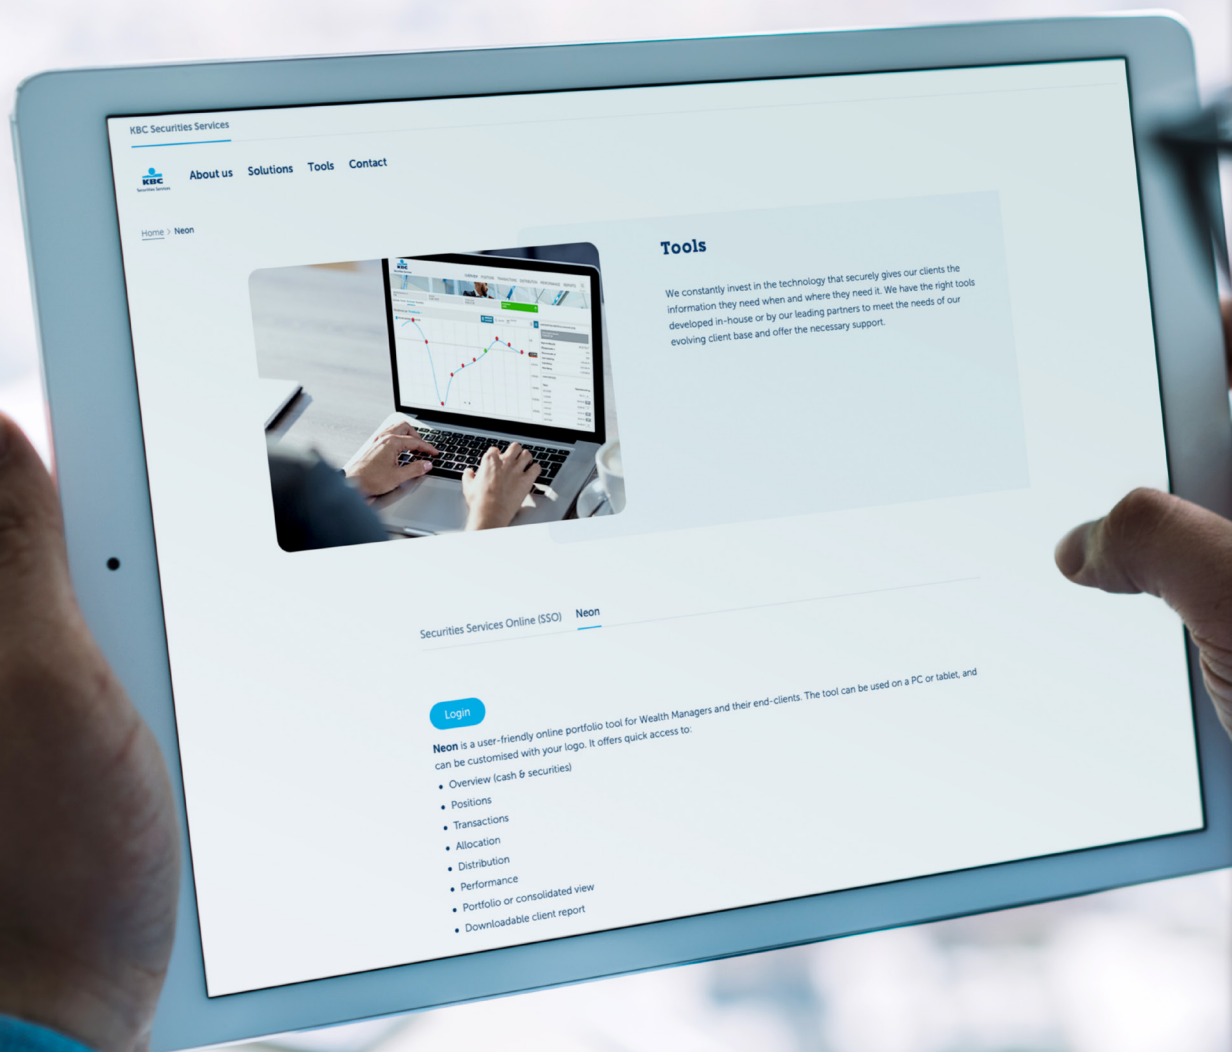 KBC Securities Services
KBC
Securities Services
About us Solutions Tools Contact
Home > Neon
KBC
Tools
We constantly invest in the technology that securely gives our clients the
information they need when and where they need it. We have the right tools
developed in-house or by our leading partners to meet the needs of our
evolving client base and offer the necessary support.
Securities Services Online (SSO) Neon
Login
Neon is a user-friendly online portfolio tool for Wealth Managers and their end-clients. The tool can be used on a PC or tablet, and
can be customised with your logo. It offers quick access to:
• Overview (cash & securities)
• Positions
• Transactions
• Allocation
• Distribution
• Performance
• Portfolio or consolidated view
• Downloadable client report